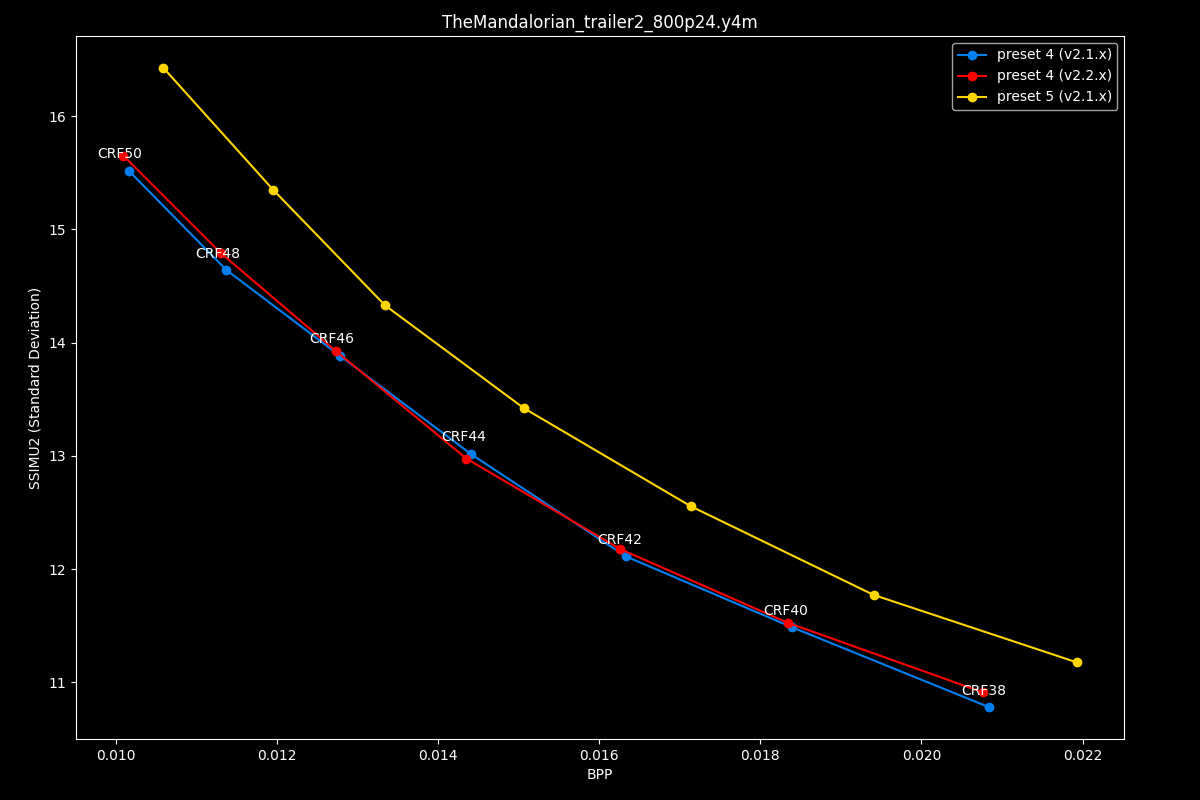 TheMandalorian_trailer2_800p24.y4m
preset 4 (v2.1.x)
preset 4 (v2.2.x)
preset 5 (v2.1.x)
16
15
14
13
12
11
SSIMU2 (Standard Deviation)
CRF50
CRF48
CRF46
CRF44
CRF42
CRF40
CRF38
0.010
0.012
0.014
0.016
0.018
0.020
0.022
BPP